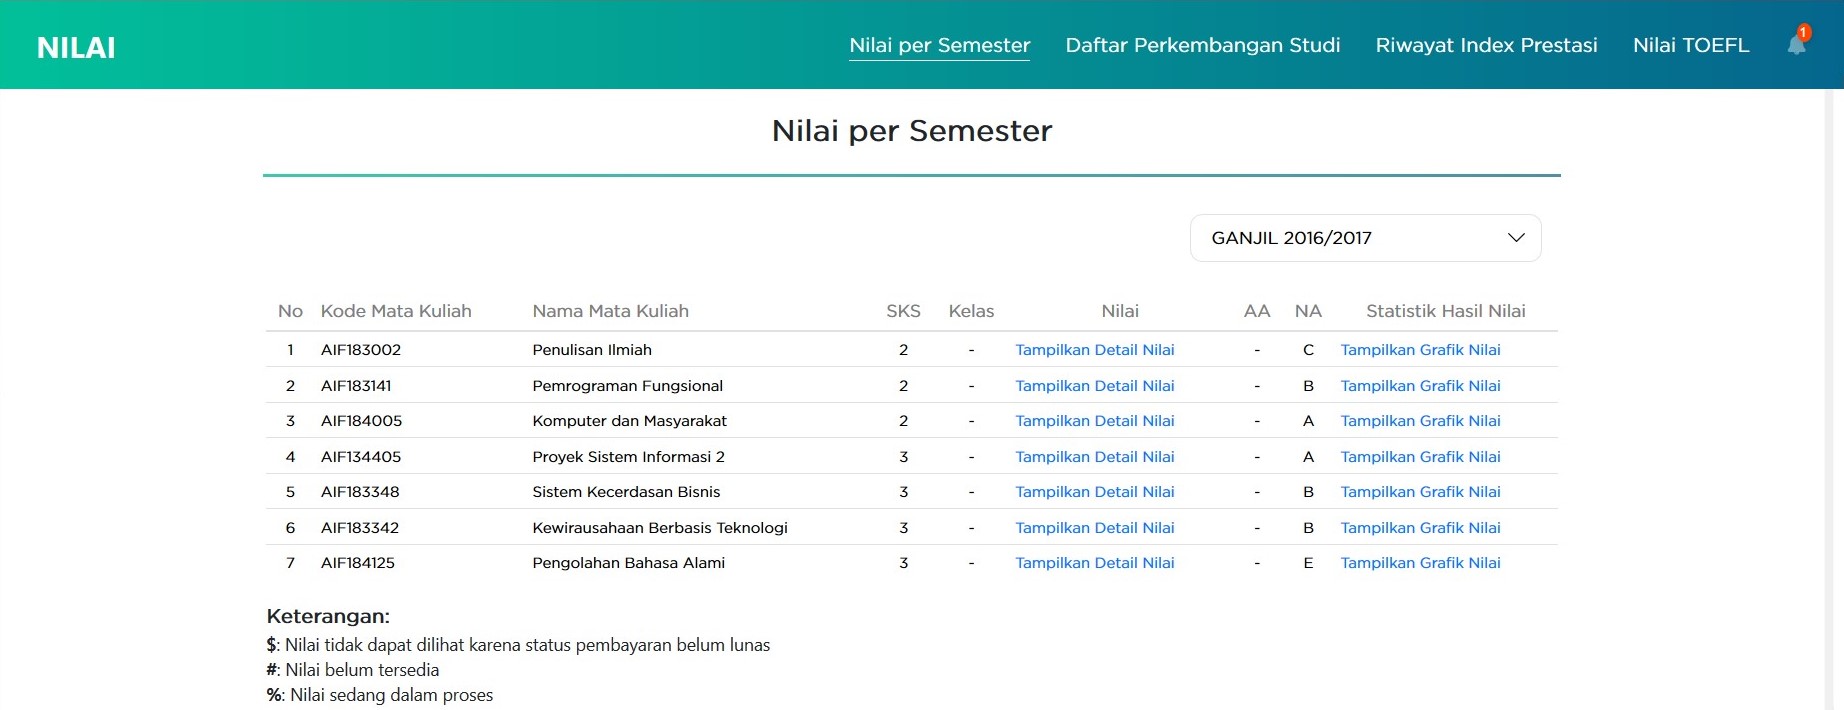 NILAI Nilai per Semester Daftar Perkembangan Studi Riwayat Index Prestasi Nilai TOEFL 1
Nilai per Semester
GANJIL 2016/2017
No Kode Mata Kuliah Nama Mata Kuliah SKS Kelas Nilai AA NA Statistik Hasil Nilai
1 AIF183002 Penulisan Ilmiah 2 - Tampilkan Detail Nilai - C Tampilkan Grafik Nilai
2 AIF183141 Pemrograman Fungsional 2 - Tampilkan Detail Nilai - B Tampilkan Grafik Nilai
3 AIF184005 Komputer dan Masyarakat 2 - Tampilkan Detail Nilai - A Tampilkan Grafik Nilai
4 AIF134405 Proyek Sistem Informasi 2 3 - Tampilkan Detail Nilai - A Tampilkan Grafik Nilai
5 AIF183348 Sistem Kecerdasan Bisnis 3 - Tampilkan Detail Nilai - B Tampilkan Grafik Nilai
6 AIF183342 Kewirausahaan Berbasis Teknologi 3 - Tampilkan Detail Nilai - B Tampilkan Grafik Nilai
7 AIF184125 Pengolahan Bahasa Alami 3 - Tampilkan Detail Nilai - E Tampilkan Grafik Nilai
Keterangan:
$: Nilai tidak dapat dilihat karena status pembayaran belum lunas
#: Nilai belum tersedia
%: Nilai sedang dalam proses